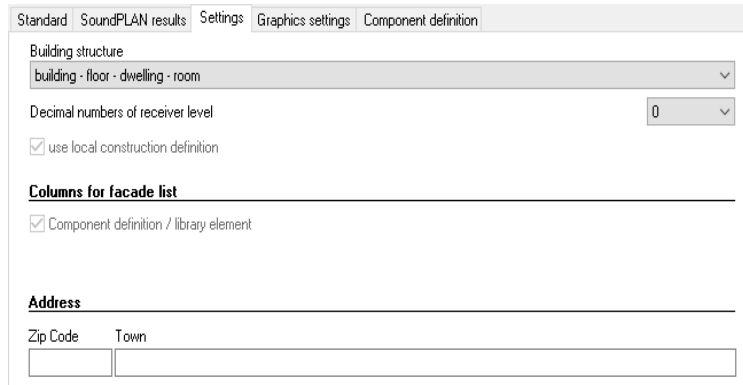 Standard SoundPLAN results Settings Graphics settings Component definition
Building structure
building - floor - dwelling - room
Decimal numbers of receiver level 0
use local construction definition
Columns for facade list
Component definition / library element
Address
Zip Code Town